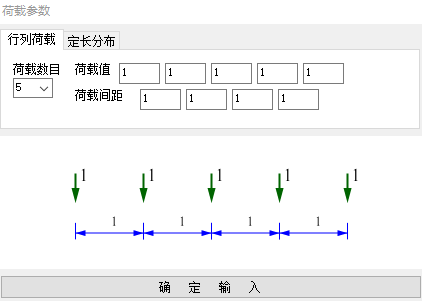 荷载参数
行列荷载 定长分布
荷载数目 荷载值 1 1 1 1 1
5
荷载间距 1 1 1 1
1 1 1 1 1
1 1 1 1
确 定 输 入